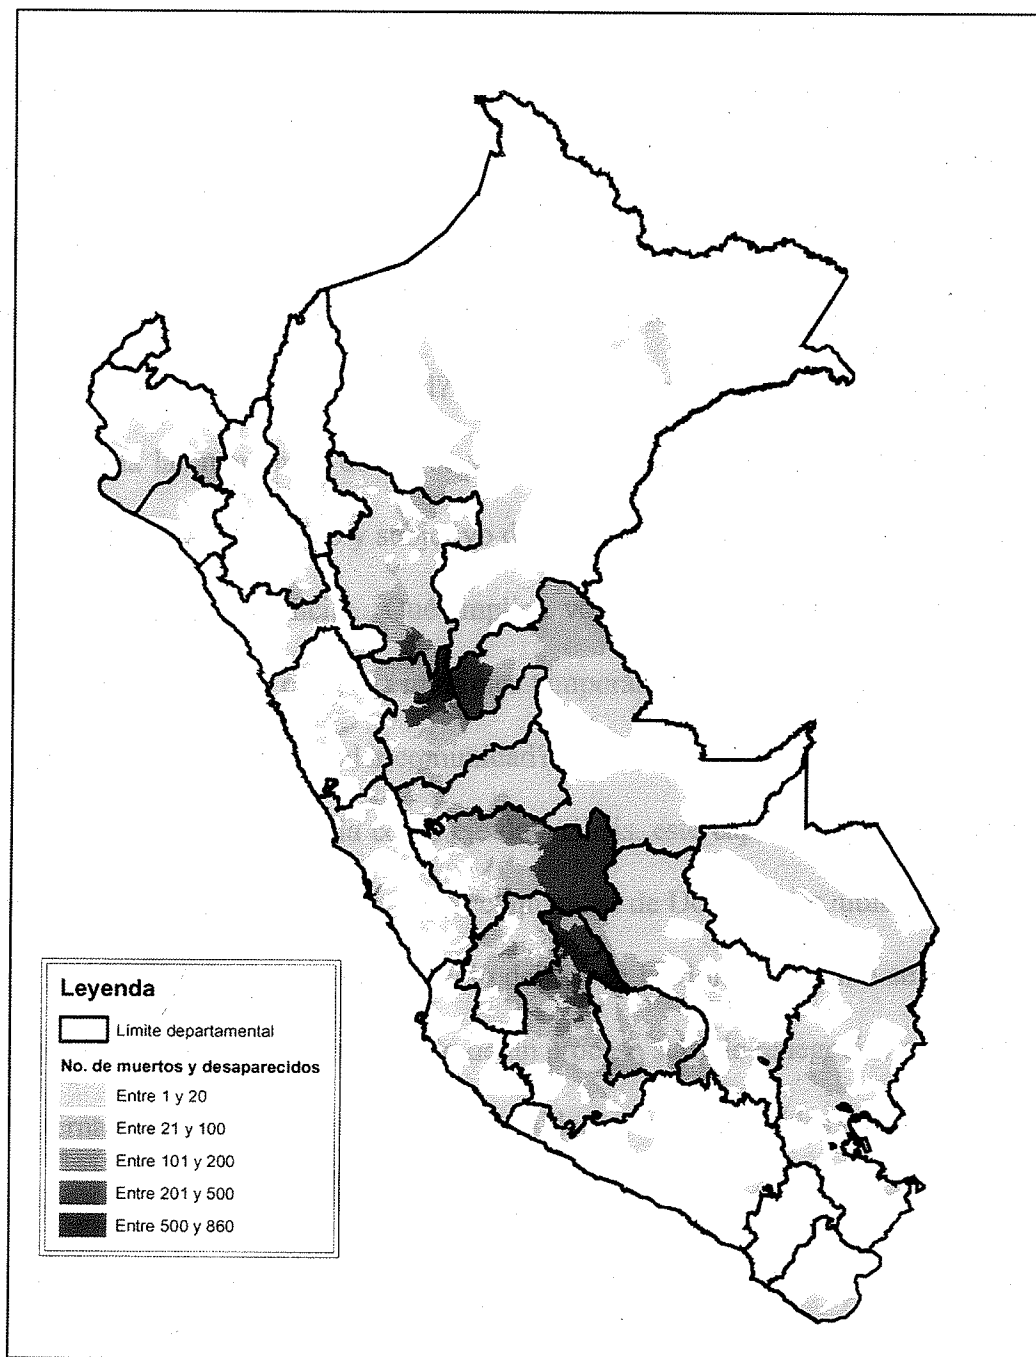 Leyenda
Límite departamental
No. de muertos y desaparecidos
Entre 1 y 20
Entre 21 y 100
Entre 101 y 200
Entre 201 y 500
Entre 500 y 860